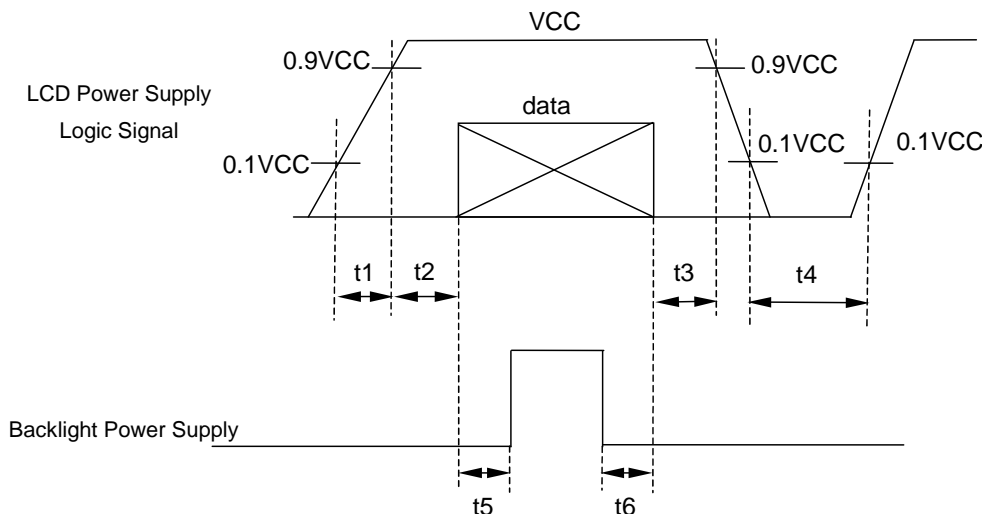 VCC
0.9VCC
0.9VCC
LCD Power Supply
Logic Signal
data
0.1VCC
0.1VCC
0.1VCC
t1
t2
t3
t4
Backlight Power Supply
t5
t6